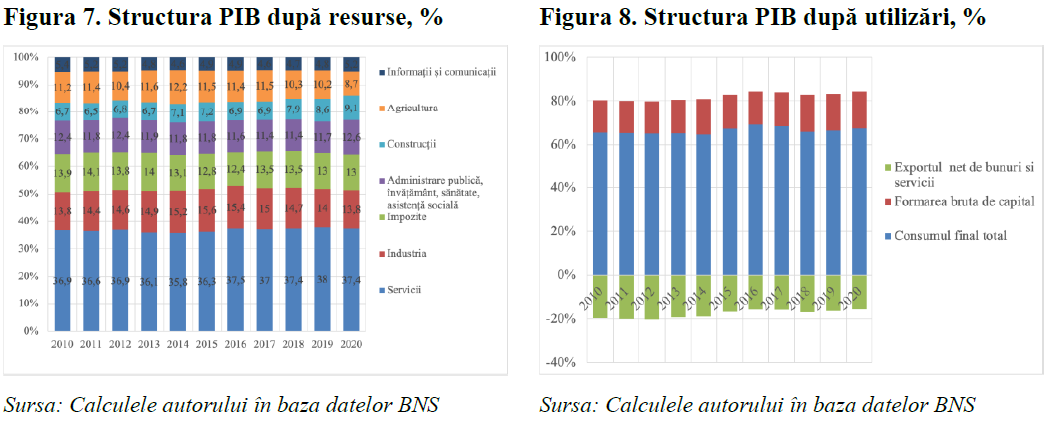 Figura 7. Structura PIB după resurse, %
100%
90%
80%
70%
60%
50%
40%
30%
20%
10%
0%
11,2 11,4 10,4 11,6 12,2 11,5 11,4 11,5 10,3 10,2 8,7
6,7 6,5 6,8 6,7 7,1 7,2 6,9 6,9 7,9 8,6 9,1
12,4 11,8 12,4 11,9 11,8 11,8 11,6 11,4 11,4 11,7 12,6
13,9 14,1 13,8 14 13,1 12,8 12,4 13,5 13,5 13 13
13,8 14,4 14,6 14,9 15,2 15,6 15,4 15 14,7 14 13,8
36,9 36,6 36,9 36,1 35,8 36,3 37,5 37 37,4 38 37,4
2010 2011 2012 2013 2014 2015 2016 2017 2018 2019 2020
Informații și comunicații
Agricultura
Construcții
Administrare publică,
învățământ, sănătate,
asistență socială
Impozite
Industria
Servicii
Sursa: Calculele autorului în baza datelor BNS
Figura 8. Structura PIB după utilizări, %
100%
80%
60%
40%
20%
0%
-20%
-40%
2010 2011 2012 2013 2014 2015 2016 2017 2018 2019 2020
Exportul net de bunuri si
servicii
Formarea bruta de capital
Consumul final total
Sursa: Calculele autorului în baza datelor BNS